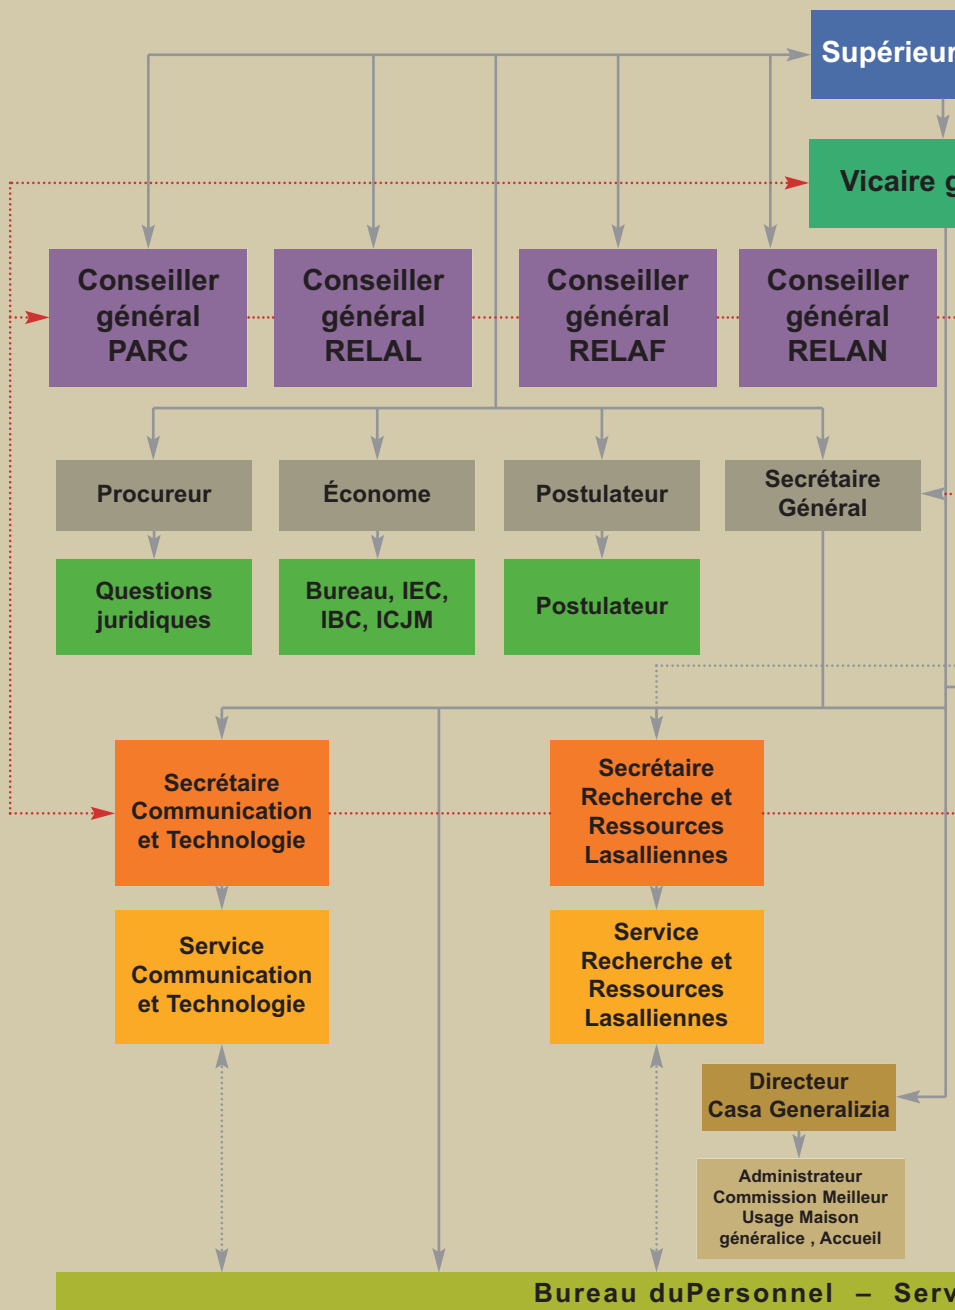 Supérieur
Vicaire g
Conseiller
général
PARC
Conseiller
général
RELAL
Conseiller
général
RELAF
Conseiller
général
RELAN
Procureur
Économe
Postulateur
Secrétaire
Général
Questions
juridiques
Bureau, IEC,
IBC, ICJM
Postulateur
Secrétaire
Communication
et Technologie
Secrétaire
Recherche et
Ressources
Lasalliennes
Service
Communication
et Technologie
Service
Recherche et
Ressources
Lasalliennes
Directeur
Casa Generalizia
Administrateur
Commission Meilleur
Usage Maison
généralice , Accueil
Bureau duPersonnel – Serv